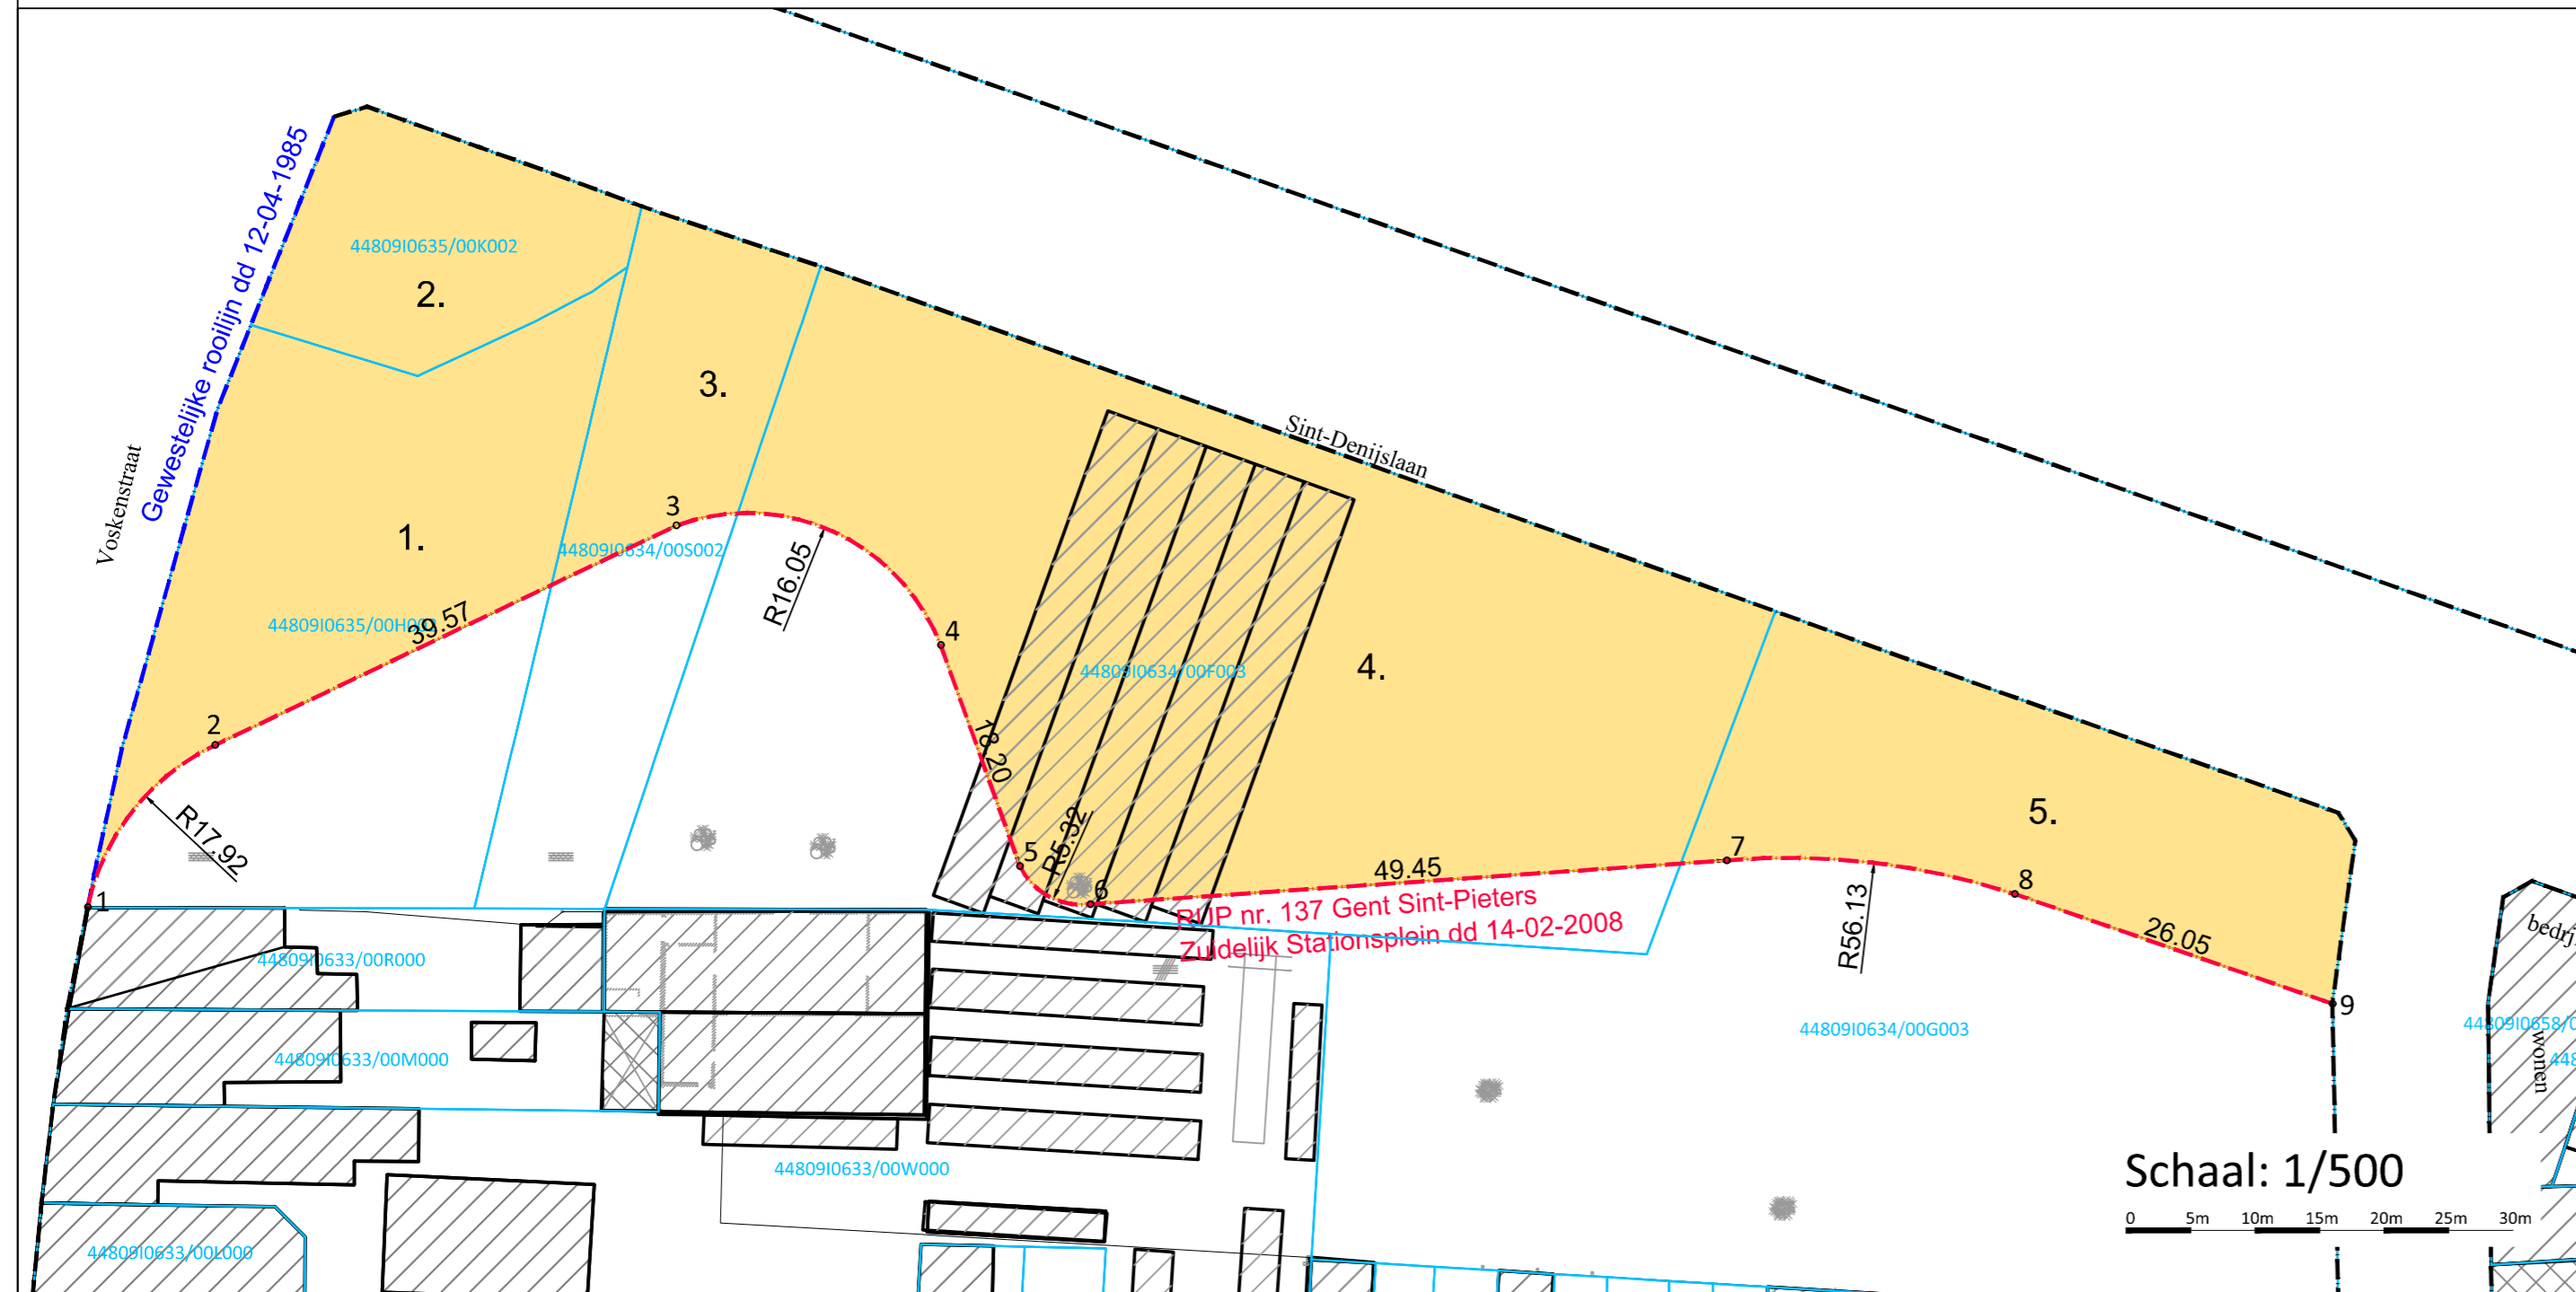 Gewestelijke rooilijn dd 12-04-1985
Voskenstraat
44809I0635/00K002
2.
3.
1.
Sint-Denijslaan
3
44809I0634/00S002
R16.05
44809I0635/00H00
39.57
4
44809I0634/00F003
4.
2
18.20
R17.92
5
R5.32
6
49.45
7
5.
8
R56.13
26.05
9
1
RUP nr. 137 Gent Sint-Pieters
Zuidelijk Stationsplein dd 14-02-2008
44809I0633/00R000
44809I0634/00G003
44809I0633/00M000
44809I0633/00W000
44809I0633/00L000
bedrij
44809I0658/0
448
wonen
Schaal: 1/500
0 5m 10m 15m 20m 25m 30m